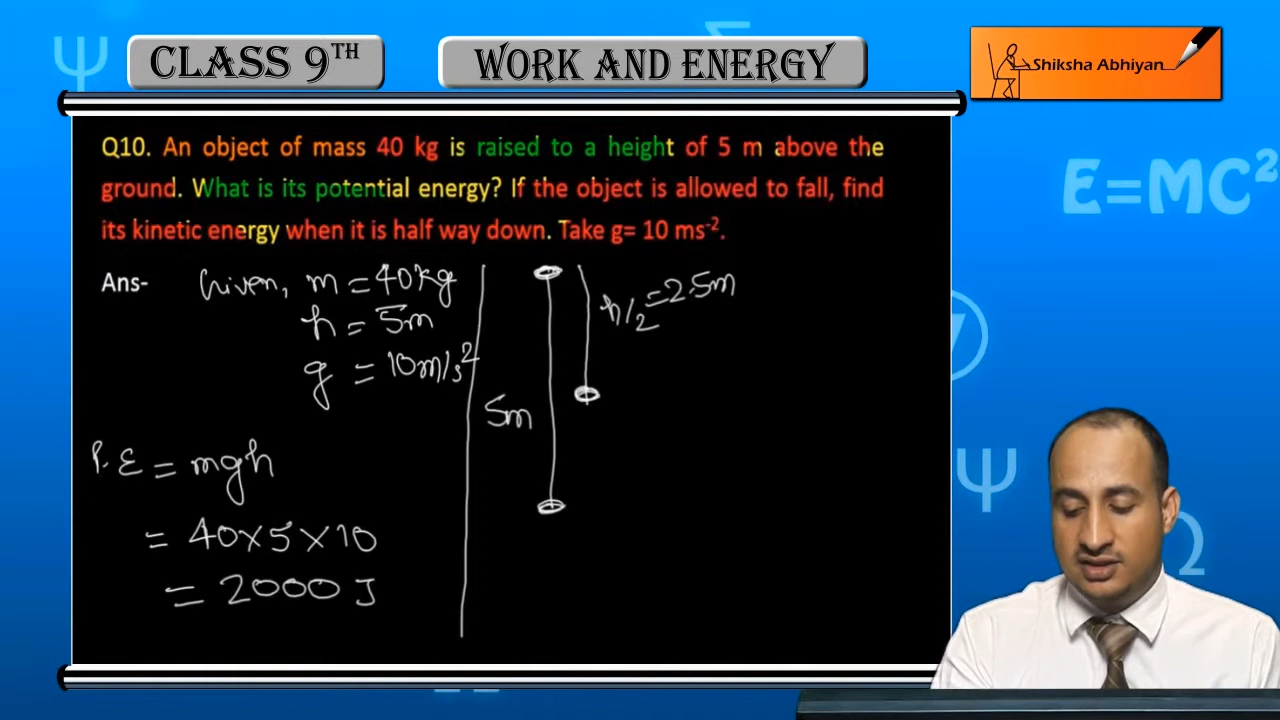 CLASS 9TH
WORK AND ENERGY
Shiksha Abhiyan
Q10. An object of mass 40 kg is raised to a height of 5 m above the
ground. What is its potential energy? If the object is allowed to fall, find
its kinetic energy when it is half way down. Take g= 10 ms⁻².
Ans-
Given, m = 40kg
h = 5m
g = 10m/s²
h/2 = 2.5m
5m
P.E = mgh
= 40×5×10
= 2000 J
E=MC²
Ψ
Ψ
Ω